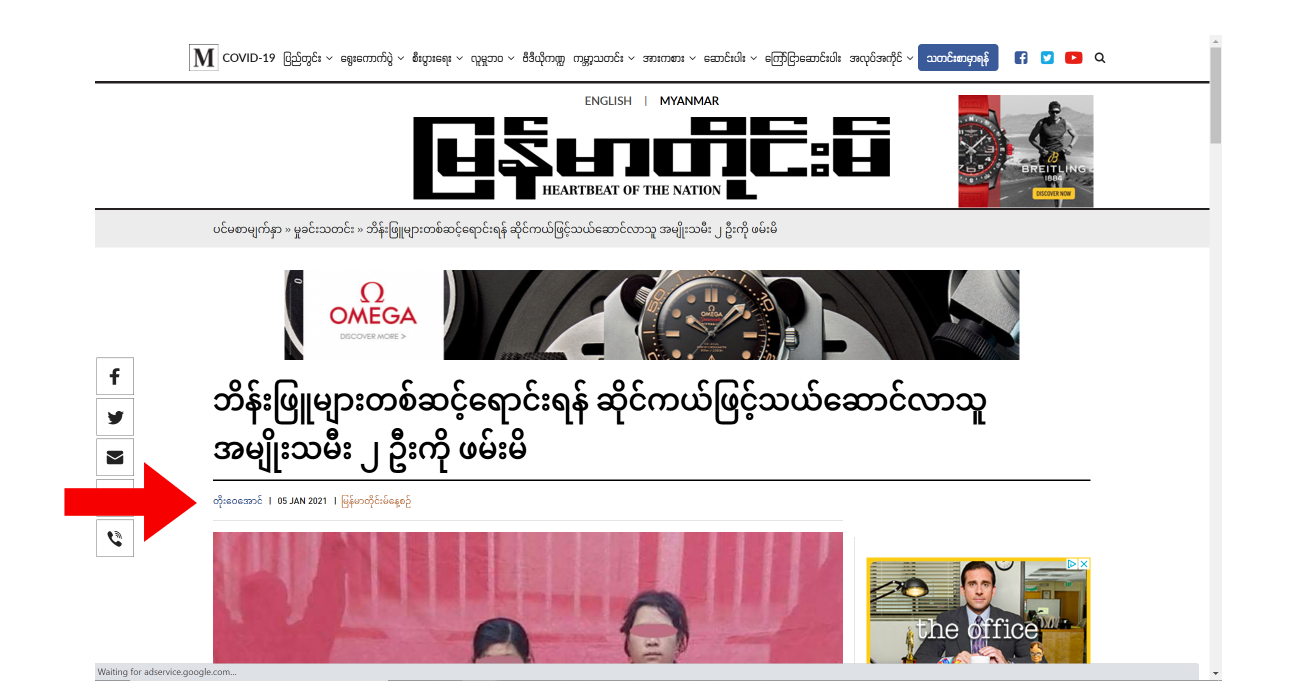 M COVID-19 ပြည်တွင်း ရွေးကောက်ပွဲ စီးပွားရေး လူမှုဘဝ ဗီဒီယိုကဏ္ဍ ကမ္ဘာ့သတင်း အားကစား ဆောင်းပါး ကြော်ငြာဆောင်းပါး အလုပ်အကိုင် သတင်းစာမှာရန်
ENGLISH | MYANMAR
မြန်မာတိုင်းမ်
HEARTBEAT OF THE NATION
BREITLING
1884
DISCOVER NOW
ပင်မစာမျက်နှာ » မှုခင်းသတင်း » ဘိန်းဖြူများတစ်ဆင့်ရောင်းရန် ဆိုင်ကယ်ဖြင့်သယ်ဆောင်လာသူ အမျိုးသမီး ၂ ဦးကို ဖမ်းမိ
Ω
OMEGA
DISCOVER MORE >
OMEGA
ဘိန်းဖြူများတစ်ဆင့်ရောင်းရန် ဆိုင်ကယ်ဖြင့်သယ်ဆောင်လာသူ
အမျိုးသမီး ၂ ဦးကို ဖမ်းမိ
တိုးဝေအောင် | 05 JAN 2021 | မြန်မာတိုင်းမ်နေ့စဉ်
the office
Waiting for adservice.google.com...